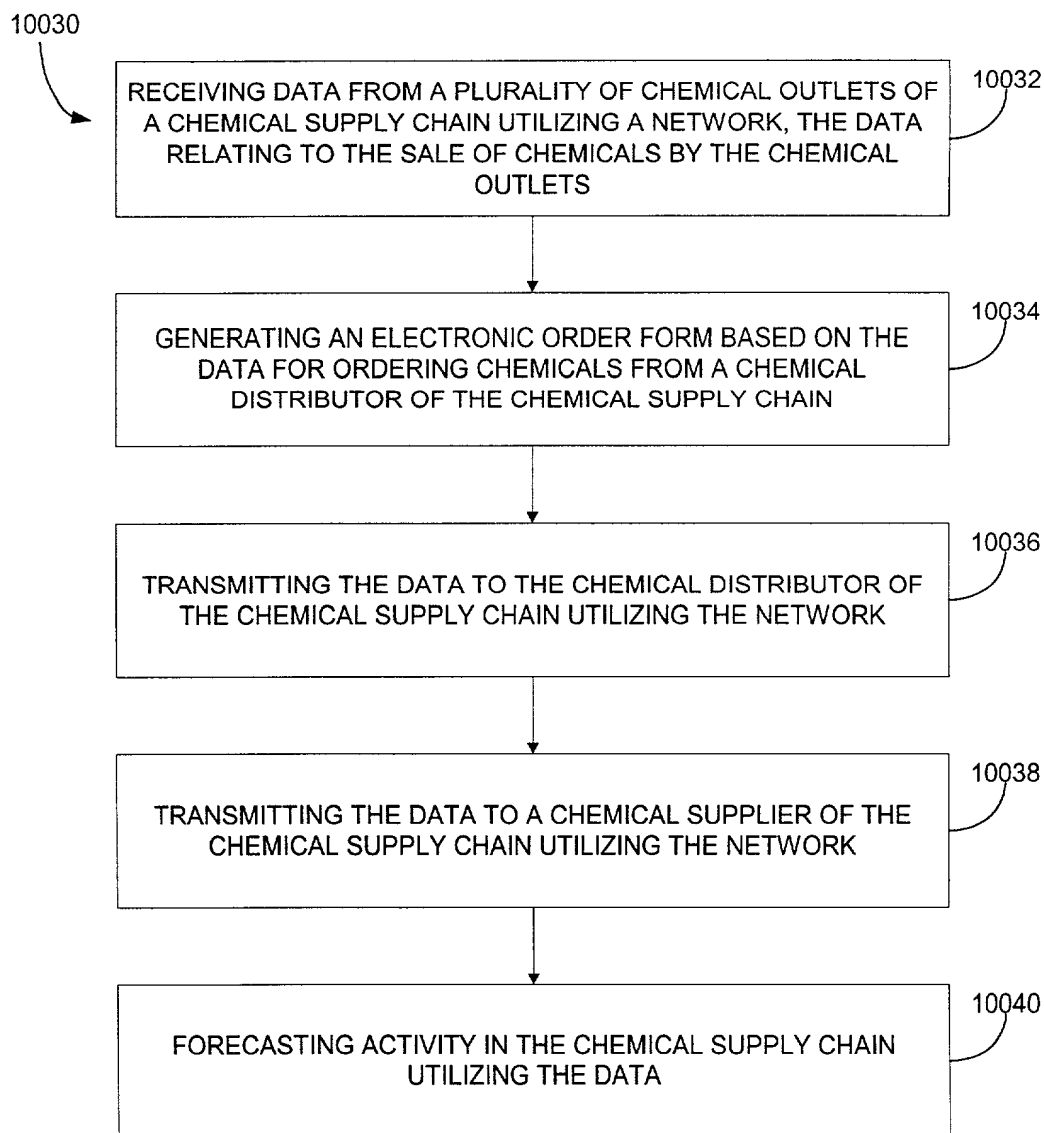 10030
RECEIVING DATA FROM A PLURALITY OF CHEMICAL OUTLETS OF
A CHEMICAL SUPPLY CHAIN UTILIZING A NETWORK, THE DATA
RELATING TO THE SALE OF CHEMICALS BY THE CHEMICAL
OUTLETS
10032
GENERATING AN ELECTRONIC ORDER FORM BASED ON THE
DATA FOR ORDERING CHEMICALS FROM A CHEMICAL
DISTRIBUTOR OF THE CHEMICAL SUPPLY CHAIN
10034
TRANSMITTING THE DATA TO THE CHEMICAL DISTRIBUTOR OF
THE CHEMICAL SUPPLY CHAIN UTILIZING THE NETWORK
10036
TRANSMITTING THE DATA TO A CHEMICAL SUPPLIER OF THE
CHEMICAL SUPPLY CHAIN UTILIZING THE NETWORK
10038
FORECASTING ACTIVITY IN THE CHEMICAL SUPPLY CHAIN
UTILIZING THE DATA
10040